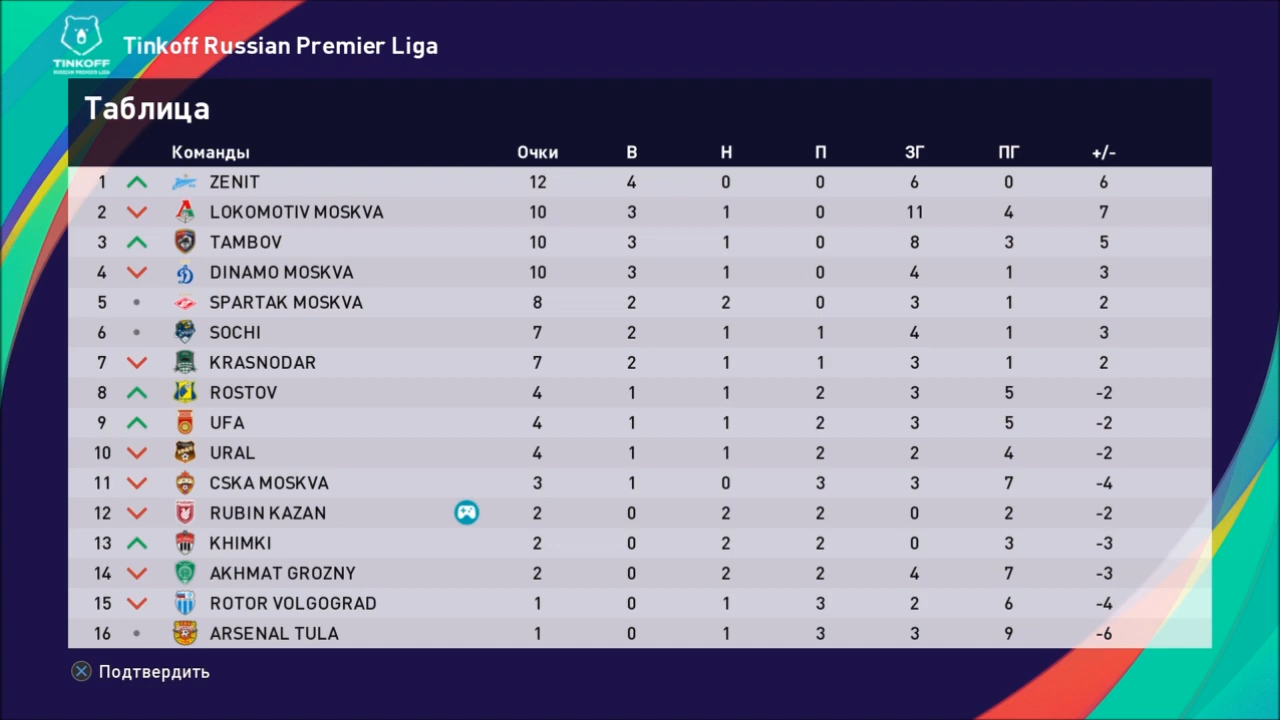 Tinkoff Russian Premier Liga
TINKOFF
RUSSIAN PREMIER LIGA
Таблица
Команды Очки В Н П ЗГ ПГ +/-
1 ZENIT 12 4 0 0 6 0 6
2 LOKOMOTIV MOSKVA 10 3 1 0 11 4 7
3 TAMBOV 10 3 1 0 8 3 5
4 DINAMO MOSKVA 10 3 1 0 4 1 3
5 SPARTAK MOSKVA 8 2 2 0 3 1 2
6 SOCHI 7 2 1 1 4 1 3
7 KRASNODAR 7 2 1 1 3 1 2
8 ROSTOV 4 1 1 2 3 5 -2
9 UFA 4 1 1 2 3 5 -2
10 URAL 4 1 1 2 2 4 -2
11 CSKA MOSKVA 3 1 0 3 3 7 -4
12 RUBIN KAZAN 2 0 2 2 0 2 -2
13 KHIMKI 2 0 2 2 0 3 -3
14 AKHMAT GROZNY 2 0 2 2 4 7 -3
15 ROTOR VOLGOGRAD 1 0 1 3 2 6 -4
16 ARSENAL TULA 1 0 1 3 3 9 -6
Подтвердить